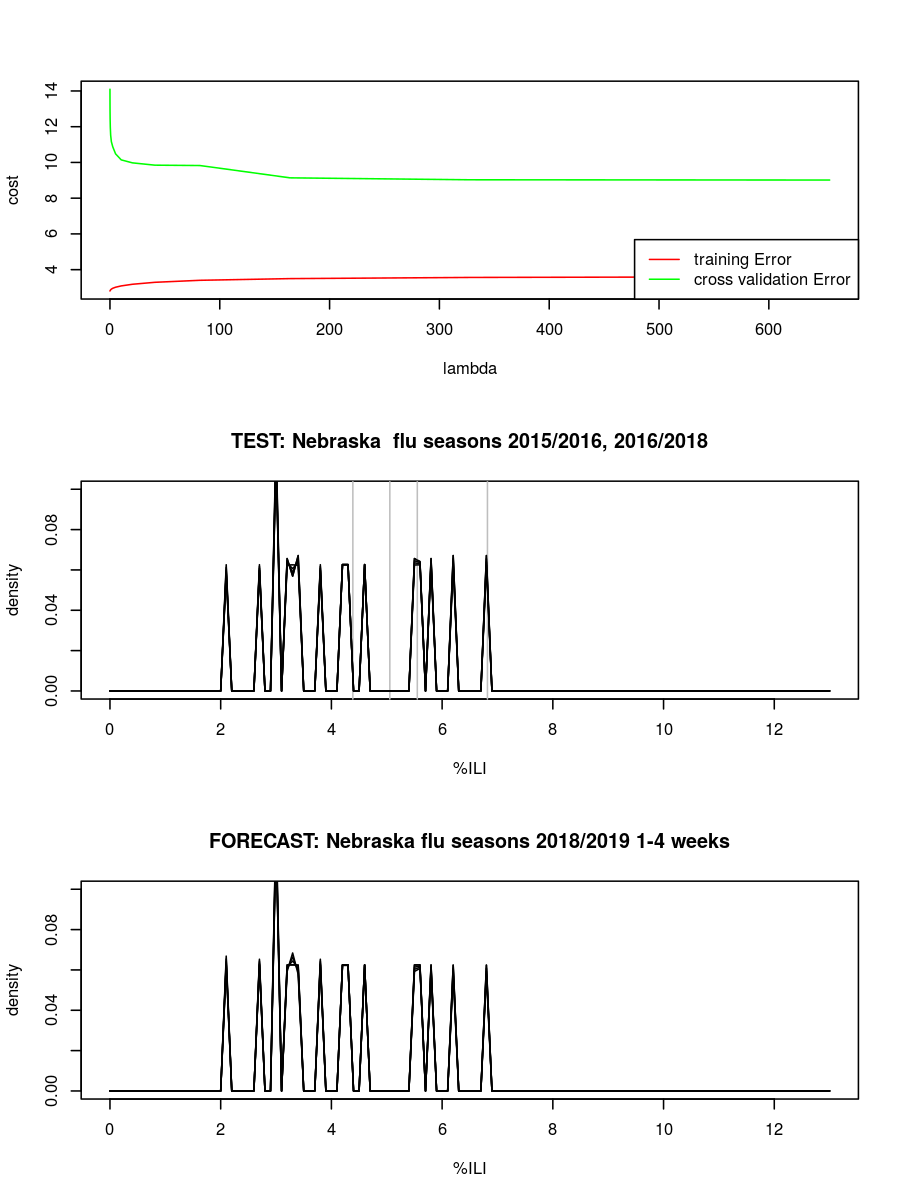 14
12
10
8
6
4
cost
training Error
cross validation Error
0 100 200 300 400 500 600
lambda
TEST: Nebraska  flu seasons 2015/2016, 2016/2018
0.08
0.04
0.00
density
0 2 4 6 8 10 12
%ILI
FORECAST: Nebraska flu seasons 2018/2019 1-4 weeks
0.08
0.04
0.00
density
0 2 4 6 8 10 12
%ILI